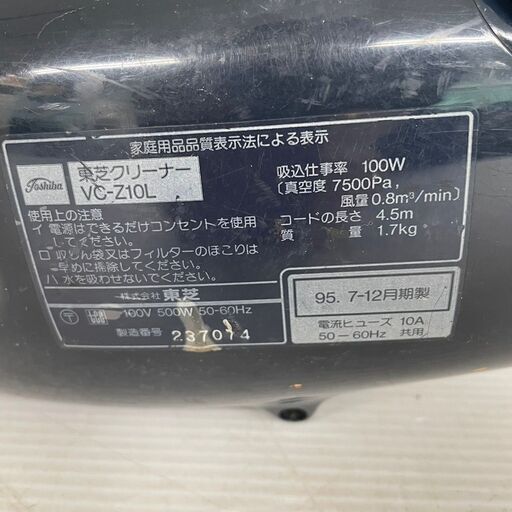 家庭用品品質表示法による表示
Toshiba
東芝クリーナー
VC-Z10L
吸込仕事率 100W
(真空度 7500Pa,
風量 0.8m³/min)
コードの長さ 4.5m
質 量 1.7kg
使用上の注意
イ 電源はできるだけコンセントを使用してください。
ロ 収じん袋又はフィルターのほこりは
早めに掃除してください。
ハ 水を吸わせないでください。
株式会社 東芝
100V 500W 50-60Hz
製造番号 237074
95. 7-12月期製
電流ヒューズ 10A
50-60Hz 共用